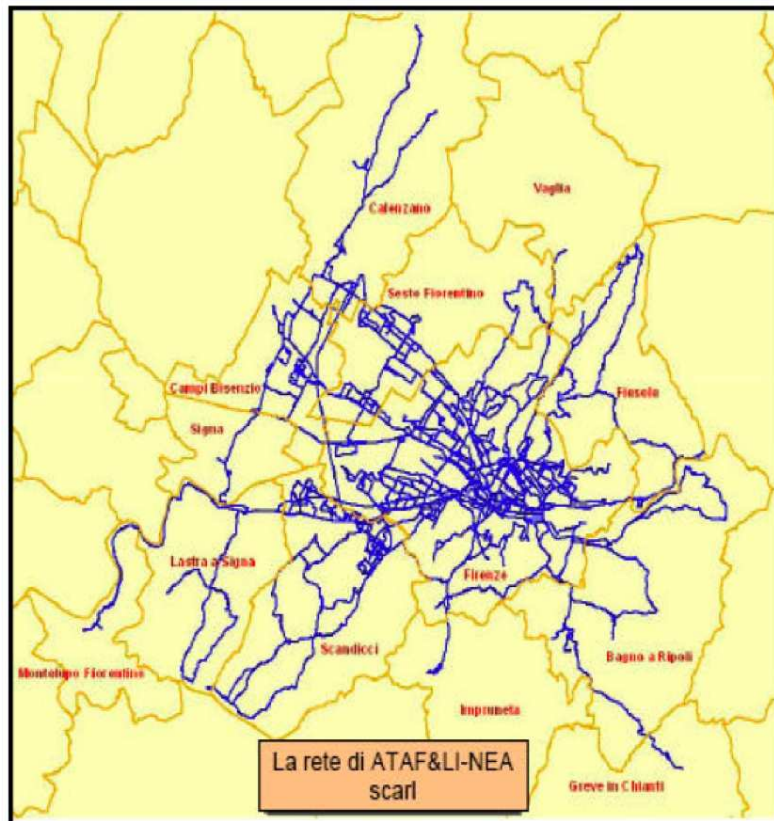 Vaglia
Calenzano
Sesto Fiorentino
Campi Bisenzio
Fiesole
Signa
Lastra a Signa
Firenze
Scandicci
Bagno a Ripoli
Montelupo Fiorentino
Impruneta
La rete di ATAF&LI-NEA
scarl
Greve in Chianti